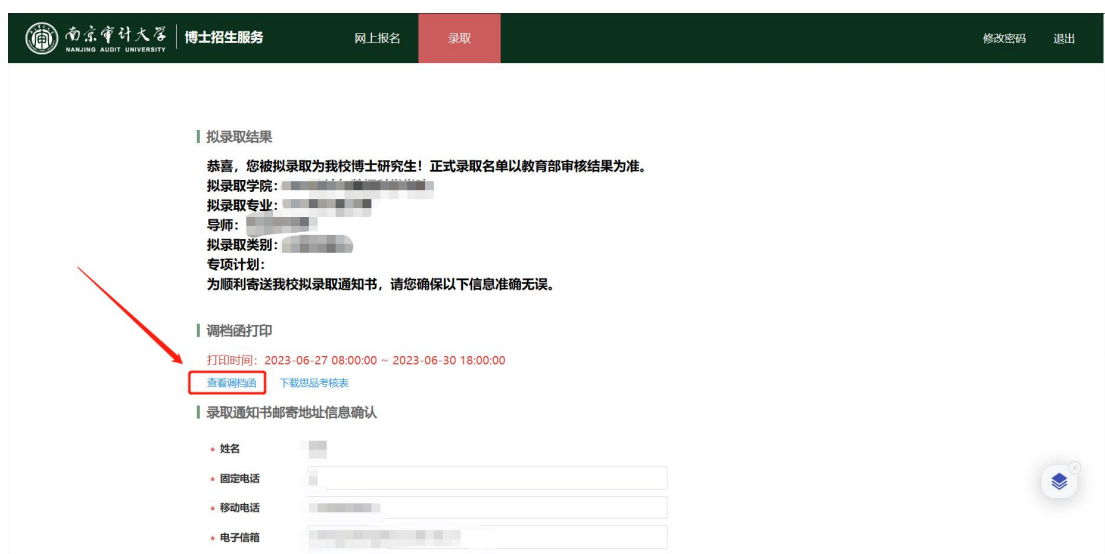 南京审计大学 博士招生服务 网上报名 录取 修改密码 退出
NANJING AUDIT UNIVERSITY
拟录取结果
恭喜，您被拟录取为我校博士研究生！正式录取名单以教育部审核结果为准。
拟录取学院：
拟录取专业：
导师：
拟录取类别：
专项计划：
为顺利寄送我校拟录取通知书，请您确保以下信息准确无误。
调档函打印
打印时间：2023-06-27 08:00:00 ~ 2023-06-30 18:00:00
查看调档函 下载思品考核表
录取通知书邮寄地址信息确认
* 姓名
* 固定电话
* 移动电话
* 电子信箱